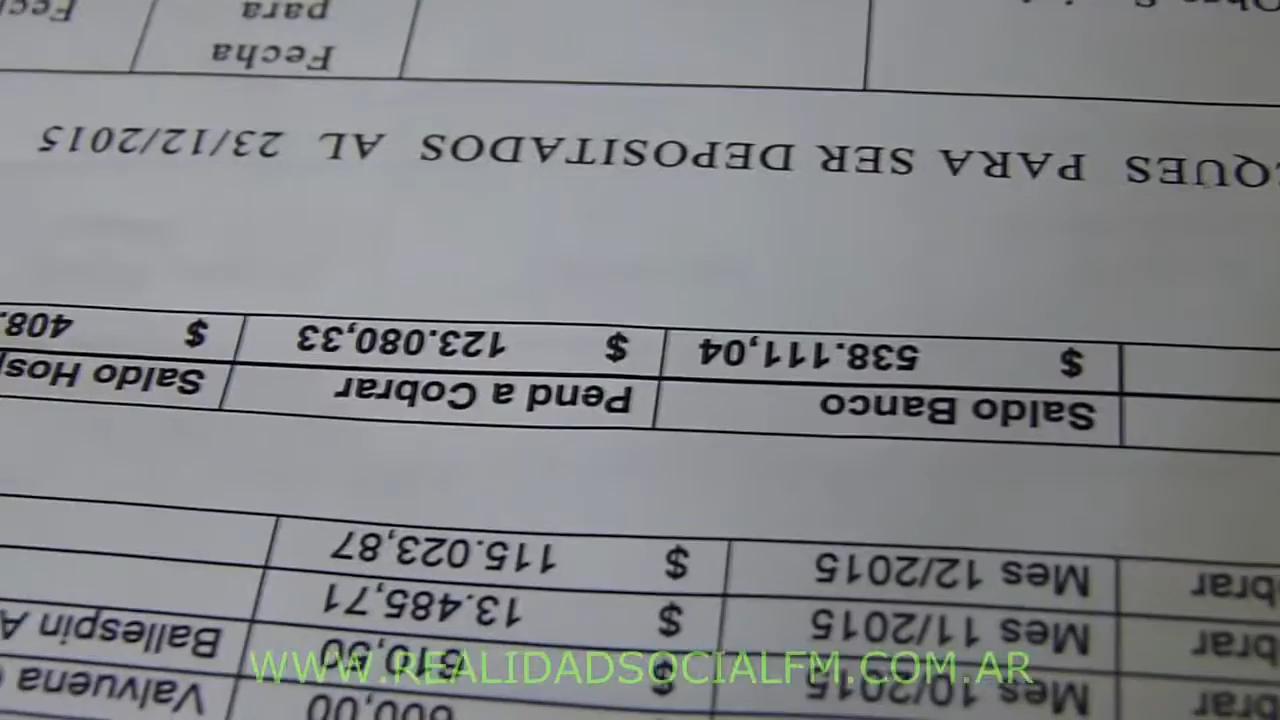 600,00 Valvuena
brar Mes 10/2015 $ Ballespin A
brar Mes 11/2015 $ 13.485,71
brar Mes 12/2015 $ 115.023,87
Saldo Banco Pend a Cobrar Saldo Hosp
$ 538.111,04 $ 123.080,33 $ 408.
QUES PARA SER DEPOSITADOS AL 23/12/2015
Fecha
para
WWW.REALIDADSOCIALFM.COM.AR